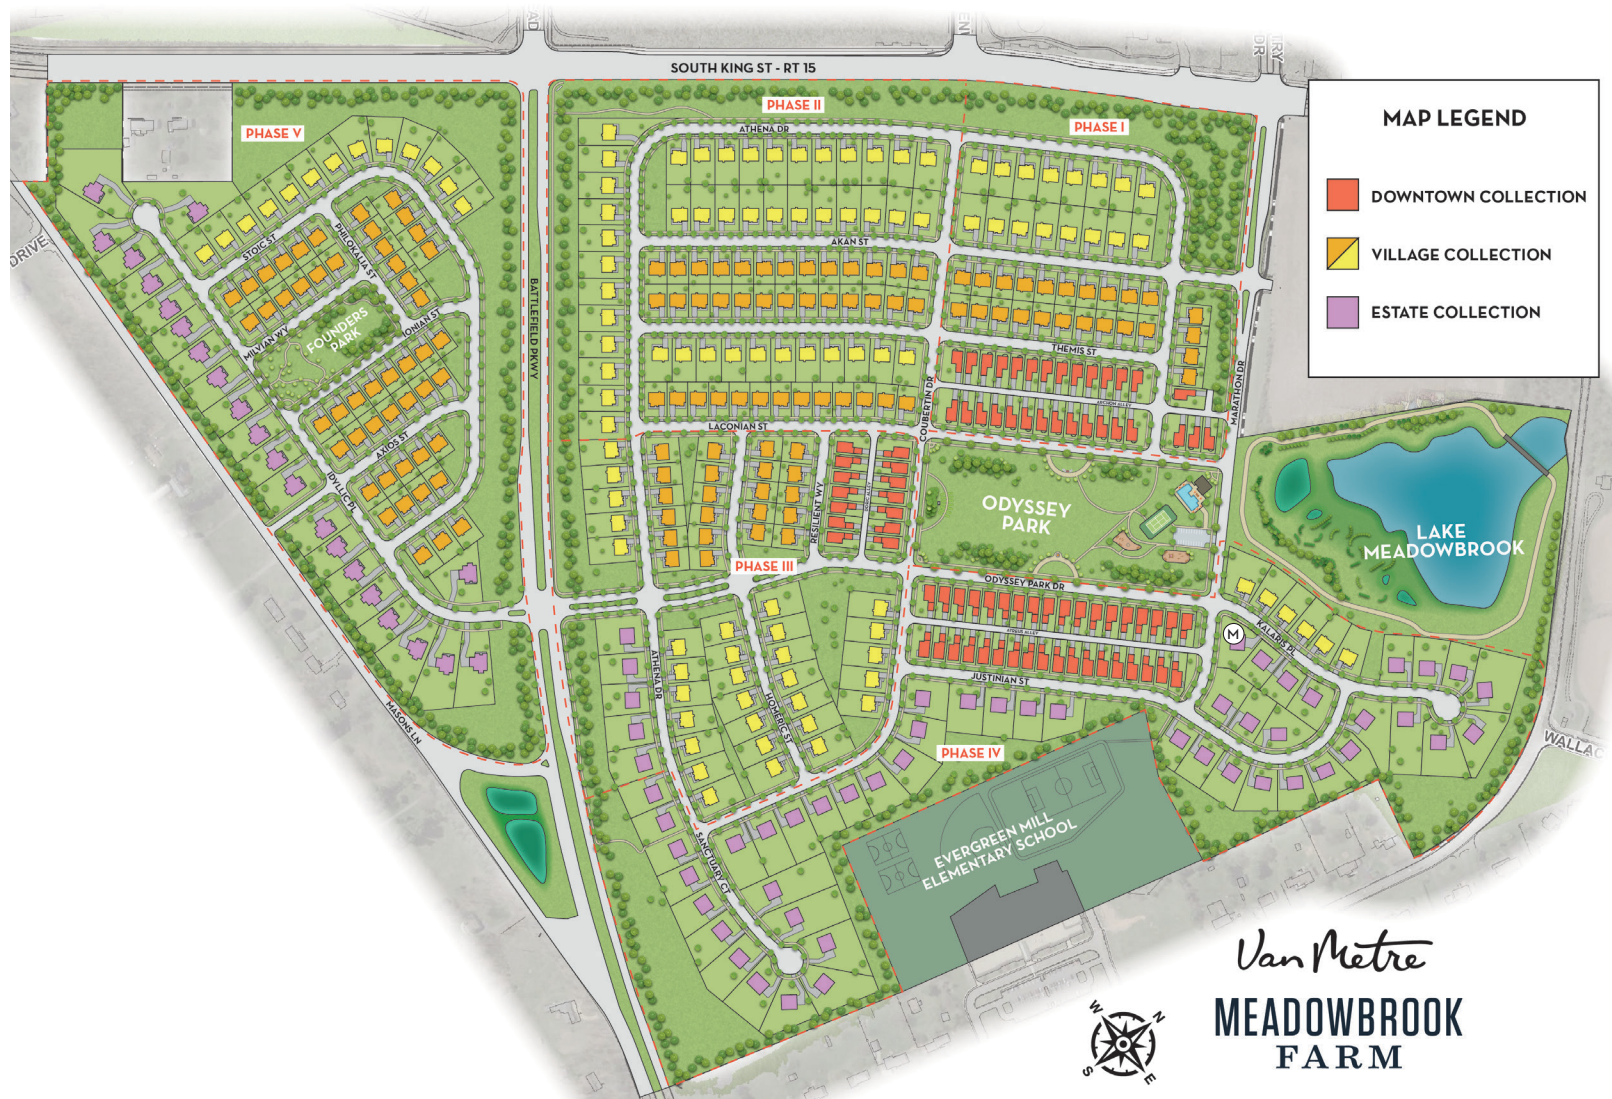 SOUTH KING ST - RT 15
PHASE II
PHASE I
PHASE V
ATHENA DR
MAP LEGEND
DOWNTOWN COLLECTION
VILLAGE COLLECTION
ESTATE COLLECTION
DRIVE
STOIC ST
PHILOKALIA ST
AKAN ST
BATTLEFIELD PKWY
FOUNDERS
PARK
MILVIAN WY
IONIAN ST
THEMIS ST
MARATHON DR
COUBERTIN DR
LACONIAN ST
AXIOS ST
IDYLLIC PL
RESILIENT WY
ODYSSEY
PARK
LAKE
MEADOWBROOK
PHASE III
ODYSSEY PARK DR
M
KALARIS PL
JUSTINIAN ST
ATHENA DR
HOMERIC ST
MASONS LN
PHASE IV
WALLAC
EVERGREEN MILL
ELEMENTARY SCHOOL
SANCTUARY CT
Van Metre
MEADOWBROOK
FARM
W
N
S
E